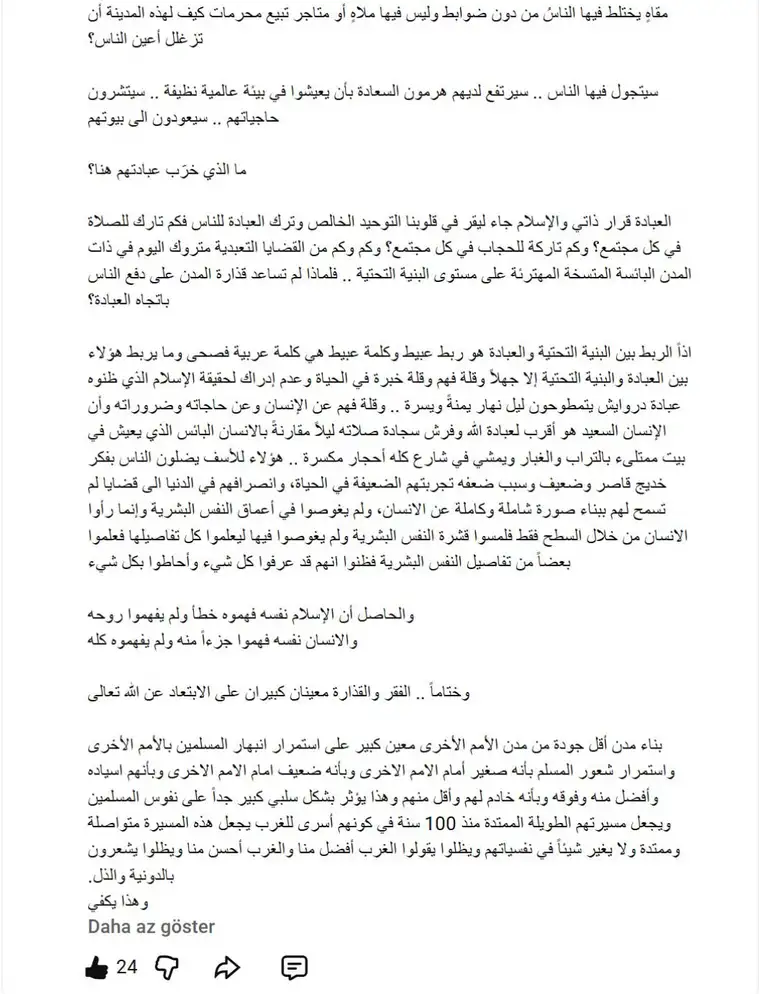 مقاهٍ يختلط فيها الناسُ من دون ضوابط وليس فيها ملاهٍ أو متاجر تبيع محرمات كيف لهذه المدينة أن
تزغلل أعين الناس؟
سيتجول فيها الناس .. سيرتفع لديهم هرمون السعادة بأن يعيشوا في بيئة عالمية نظيفة .. سيتشرون
حاجياتهم .. سيعودون الى بيوتهم
ما الذي خرّب عبادتهم هنا؟
العبادة قرار ذاتي والإسلام جاء ليقر في قلوبنا التوحيد الخالص وترك العبادة للناس فكم تارك للصلاة
في كل مجتمع؟ وكم تاركة للحجاب في كل مجتمع؟ وكم وكم من القضايا التعبدية متروك اليوم في ذات
المدن البائسة المتسخة المهترئة على مستوى البنية التحتية .. فلماذا لم تساعد قذارة المدن على دفع الناس
باتجاه العبادة؟
اذاً الربط بين البنية التحتية والعبادة هو ربط عبيط وكلمة عبيط هي كلمة عربية فصحى وما يربط هؤلاء
بين العبادة والبنية التحتية إلا جهلاً وقلة فهم وقلة خبرة في الحياة وعدم إدراك لحقيقة الإسلام الذي ظنوه
عبادة دروايش يتمطوحون ليل نهار يمنةً ويسرة .. وقلة فهم عن الإنسان وعن حاجاته وضروراته وأن
الإنسان السعيد هو أقرب لعبادة الله وفرش سجادة صلاته ليلاً مقارنةً بالانسان البائس الذي يعيش في
بيت ممتلىء بالتراب والغبار ويمشي في شارع كله أحجار مكسرة .. هؤلاء للأسف يضلون الناس بفكر
خديج قاصر وضعيف وسبب ضعفه تجربتهم الضعيفة في الحياة، وانصرافهم في الدنيا الى قضايا لم
تسمح لهم ببناء صورة شاملة وكاملة عن الانسان، ولم يغوصوا في أعماق النفس البشرية وإنما رأوا
الانسان من خلال السطح فقط فلمسوا قشرة النفس البشرية ولم يغوصوا فيها ليعلموا كل تفاصيلها فعلموا
بعضاً من تفاصيل النفس البشرية فظنوا انهم قد عرفوا كل شيء وأحاطوا بكل شيء
والحاصل أن الإسلام نفسه فهموه خطأ ولم يفهموا روحه
والانسان نفسه فهموا جزءاً منه ولم يفهموه كله
وختاماً .. الفقر والقذارة معينان كبيران على الابتعاد عن الله تعالى
بناء مدن أقل جودة من مدن الأمم الأخرى معين كبير على استمرار انبهار المسلمين بالأمم الأخرى
واستمرار شعور المسلم بأنه صغير أمام الامم الاخرى وبأنه ضعيف امام الامم الاخرى وبأنهم اسياده
وأفضل منه وفوقه وبأنه خادم لهم وأقل منهم وهذا يؤثر بشكل سلبي كبير جداً على نفوس المسلمين
ويجعل مسيرتهم الطويلة الممتدة منذ 100 سنة في كونهم أسرى للغرب يجعل هذه المسيرة متواصلة
وممتدة ولا يغير شيئاً في نفسياتهم ويظلوا يقولوا الغرب أفضل منا والغرب أحسن منا ويظلوا يشعرون
بالدونية والذل.
وهذا يكفي
Daha az göster
24